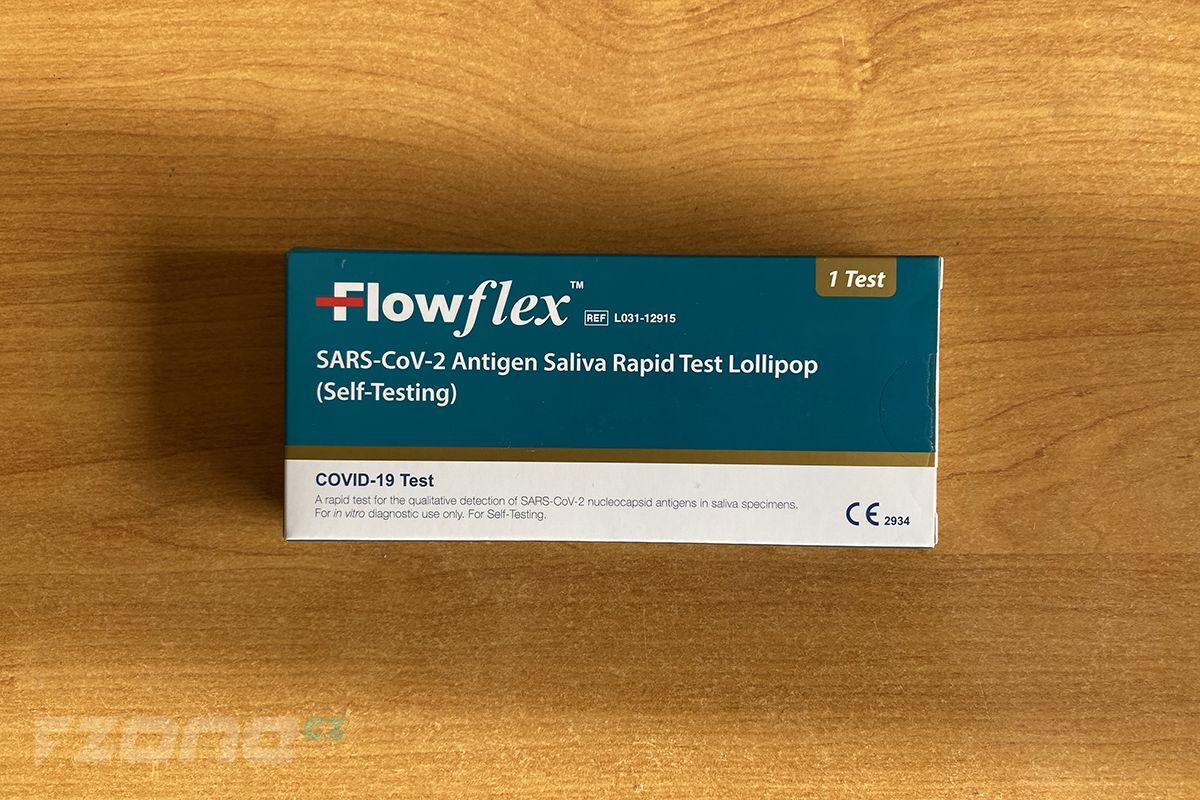 Flowflex™ REF L031-12915
1 Test
SARS-CoV-2 Antigen Saliva Rapid Test Lollipop
(Self-Testing)
COVID-19 Test
A rapid test for the qualitative detection of SARS-CoV-2 nucleocapsid antigens in saliva specimens.
For in vitro diagnostic use only. For Self-Testing.
CE 2934
fzone.cz